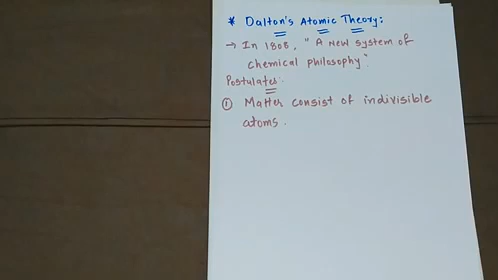 * Dalton's Atomic Theory:
→ In 1808, "A New system of
chemical philosophy".
Postulates:
① Matter consist of indivisible
atoms.